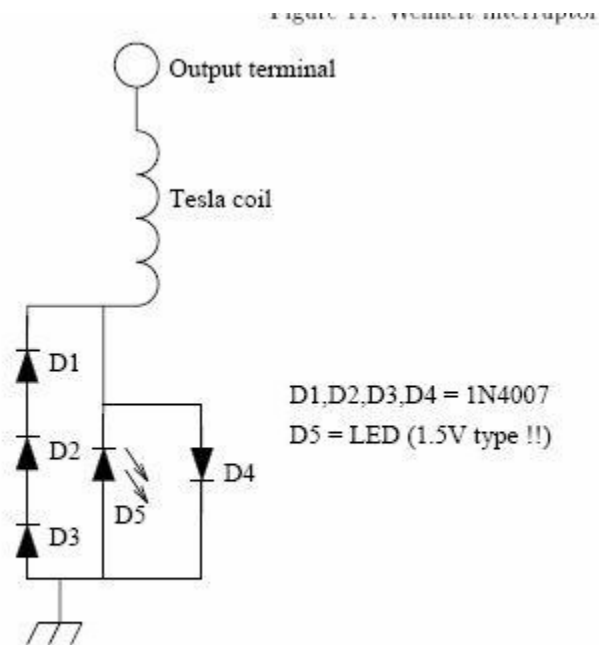 Output terminal
Tesla coil
D1
D2
D3
D5
D4
D1,D2,D3,D4 = 1N4007
D5 = LED (1.5V type !!)